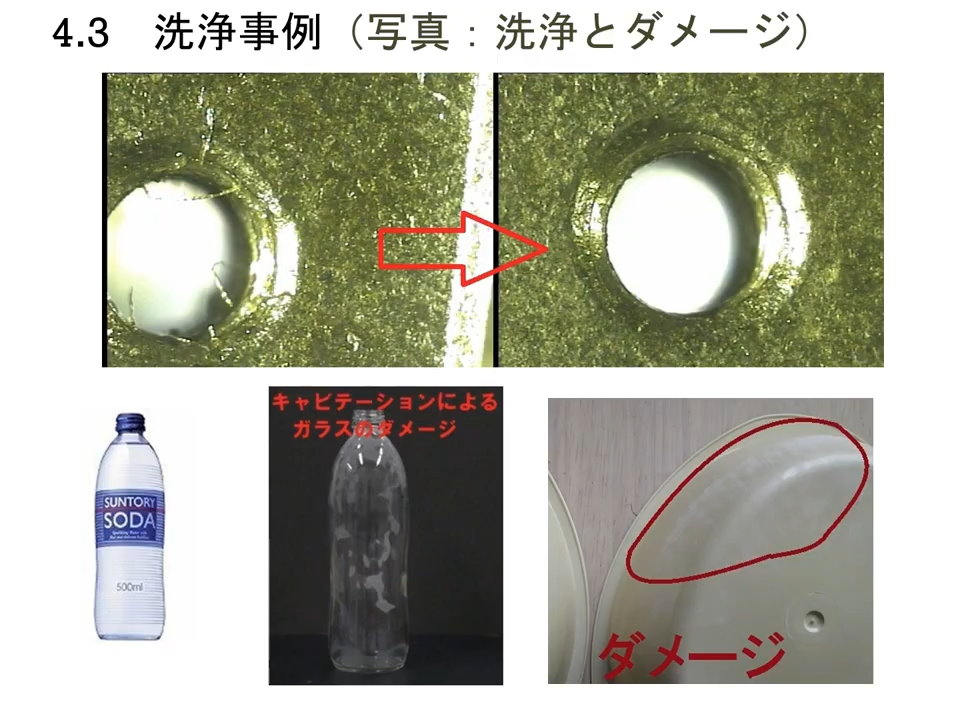 4.3　洗浄事例（写真：洗浄とダメージ）
キャビテーションによる
ガラスのダメージ
SUNTORY
SODA
500ml
ダメージ